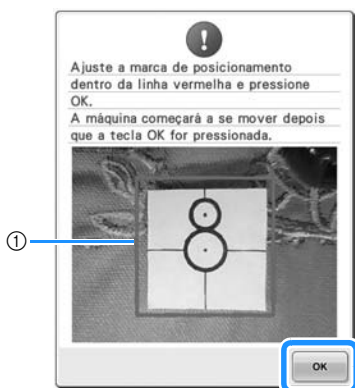 Ajuste a marca de posicionamento
dentro da linha vermelha e pressione
OK.
A máquina começará a se mover depois
que a tecla OK for pressionada.
①
OK